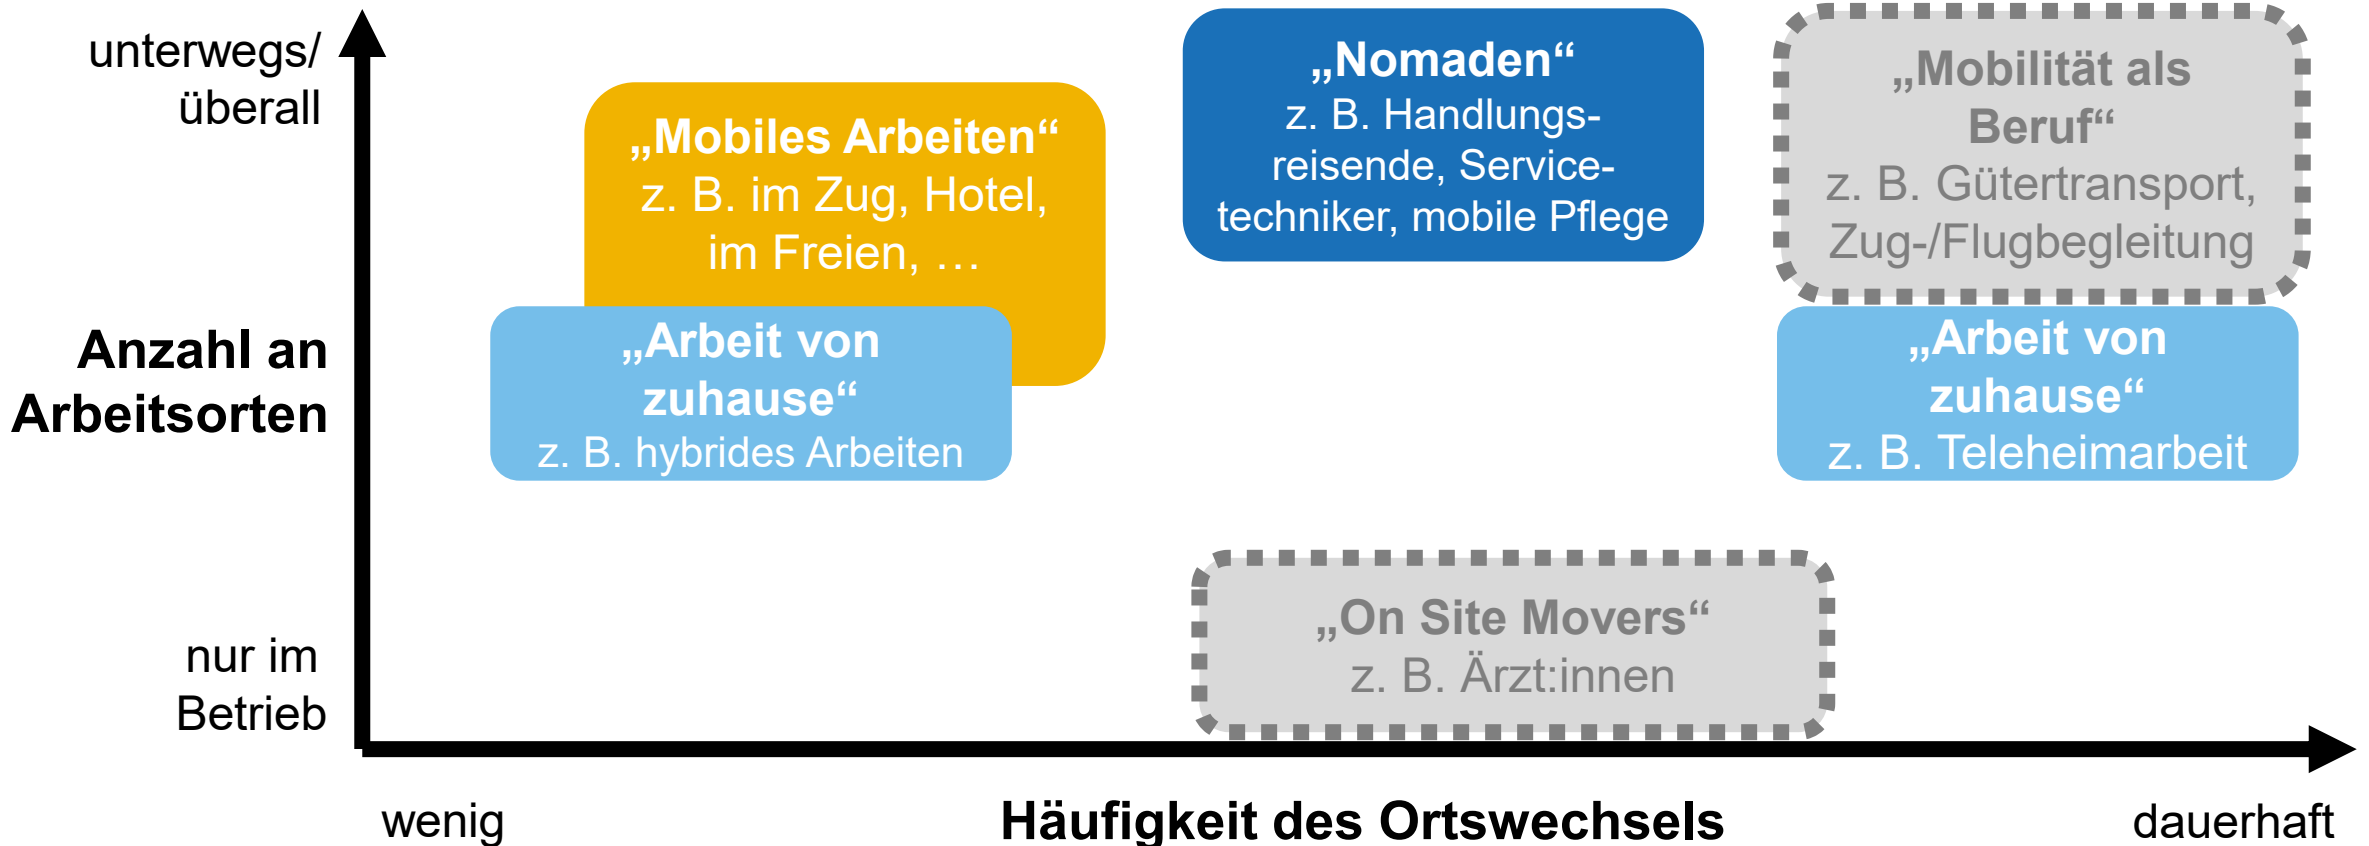 unterwegs/
überall
„Mobiles Arbeiten“
z. B. im Zug, Hotel,
im Freien, …
„Nomaden“
z. B. Handlungs-
reisende, Service-
techniker, mobile Pflege
„Mobilität als
Beruf“
z. B. Gütertransport,
Zug-/Flugbegleitung
Anzahl an
Arbeitsorten
„Arbeit von
zuhause“
z. B. hybrides Arbeiten
„Arbeit von
zuhause“
z. B. Teleheimarbeit
nur im
Betrieb
„On Site Movers“
z. B. Ärzt:innen
wenig
Häufigkeit des Ortswechsels
dauerhaft